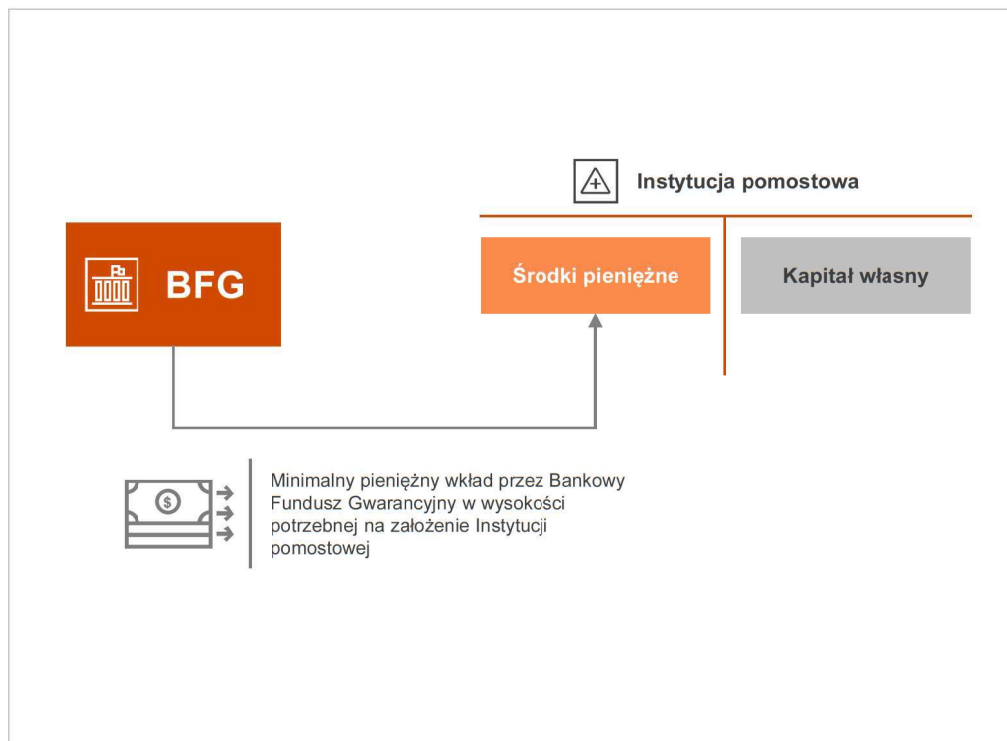 Instytucja pomostowa
BFG
Środki pieniężne
Kapitał własny
$
Minimalny pieniężny wkład przez Bankowy
Fundusz Gwarancyjny w wysokości
potrzebnej na założenie Instytucji
pomostowej